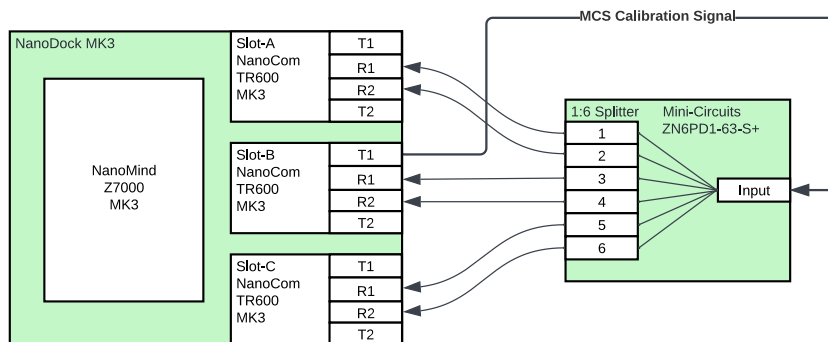 MCS Calibration Signal
NanoDock MK3
NanoMind
Z7000
MK3
Slot-A
NanoCom
TR600
MK3
T1
R1
R2
T2
Slot-B
NanoCom
TR600
MK3
T1
R1
R2
T2
Slot-C
NanoCom
TR600
MK3
T1
R1
R2
T2
1:6 Splitter
Mini-Circuits
ZN6PD1-63-S+
1
2
3
4
5
6
Input